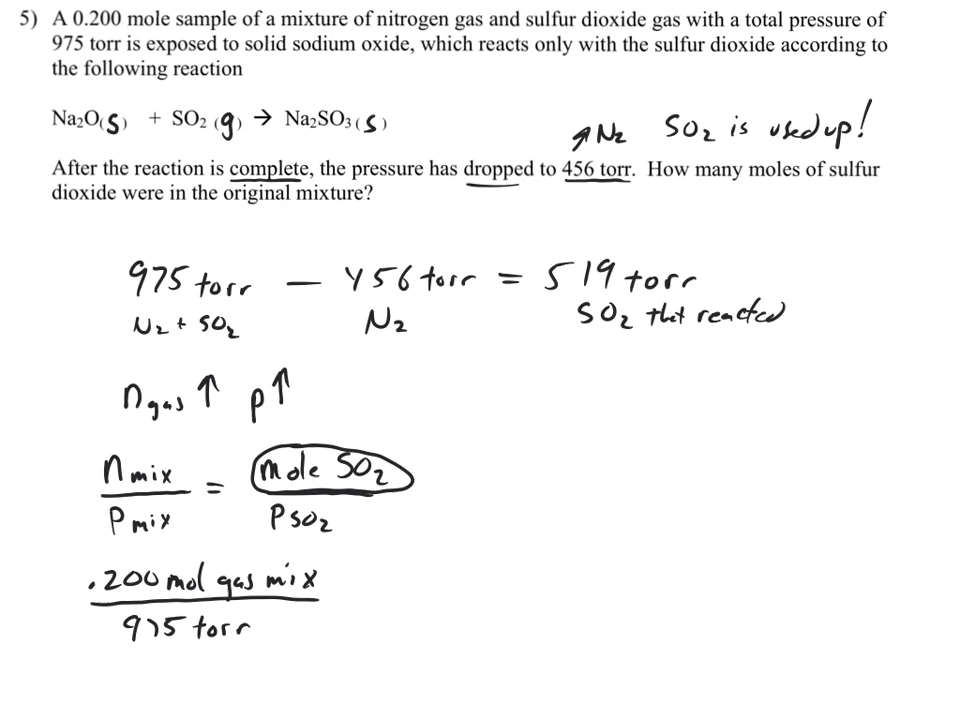 5) A 0.200 mole sample of a mixture of nitrogen gas and sulfur dioxide gas with a total pressure of
975 torr is exposed to solid sodium oxide, which reacts only with the sulfur dioxide according to
the following reaction
Na₂O(s) + SO₂(g) → Na₂SO₃(s)
↗N₂ SO₂ is used up!
After the reaction is complete, the pressure has dropped to 456 torr. How many moles of sulfur
dioxide were in the original mixture?
975 torr — 456 torr = 519 torr
N₂ + SO₂ N₂ SO₂ that reacted
n gas ↑ p↑
n mix = mole SO₂
P mix P SO₂
.200 mol gas mix
975 torr